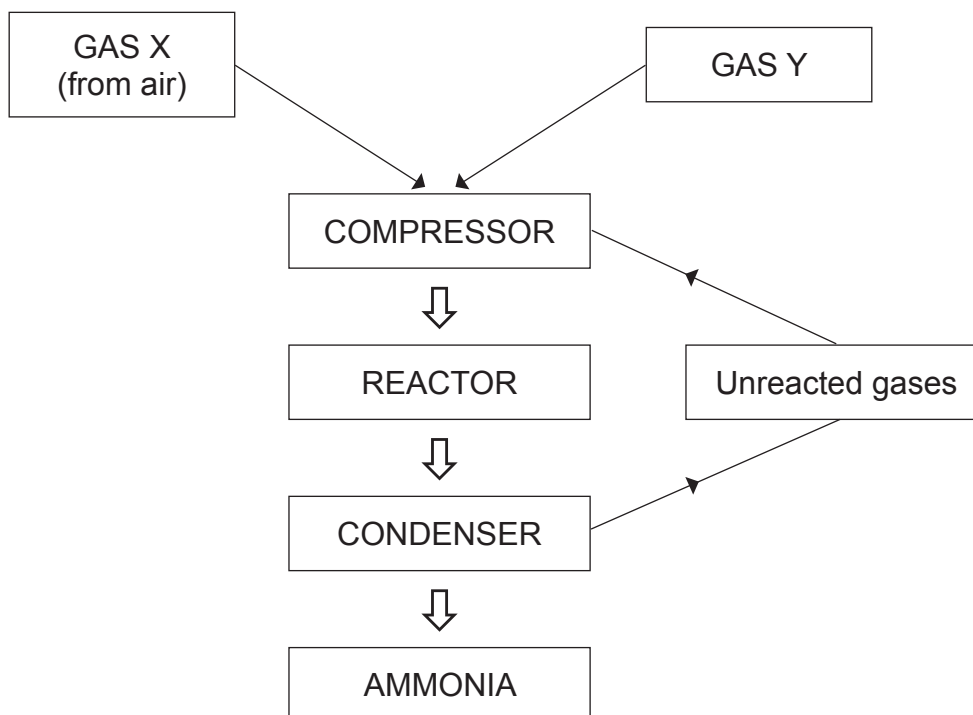 GAS X
(from air)
GAS Y
COMPRESSOR
REACTOR
Unreacted gases
CONDENSER
AMMONIA